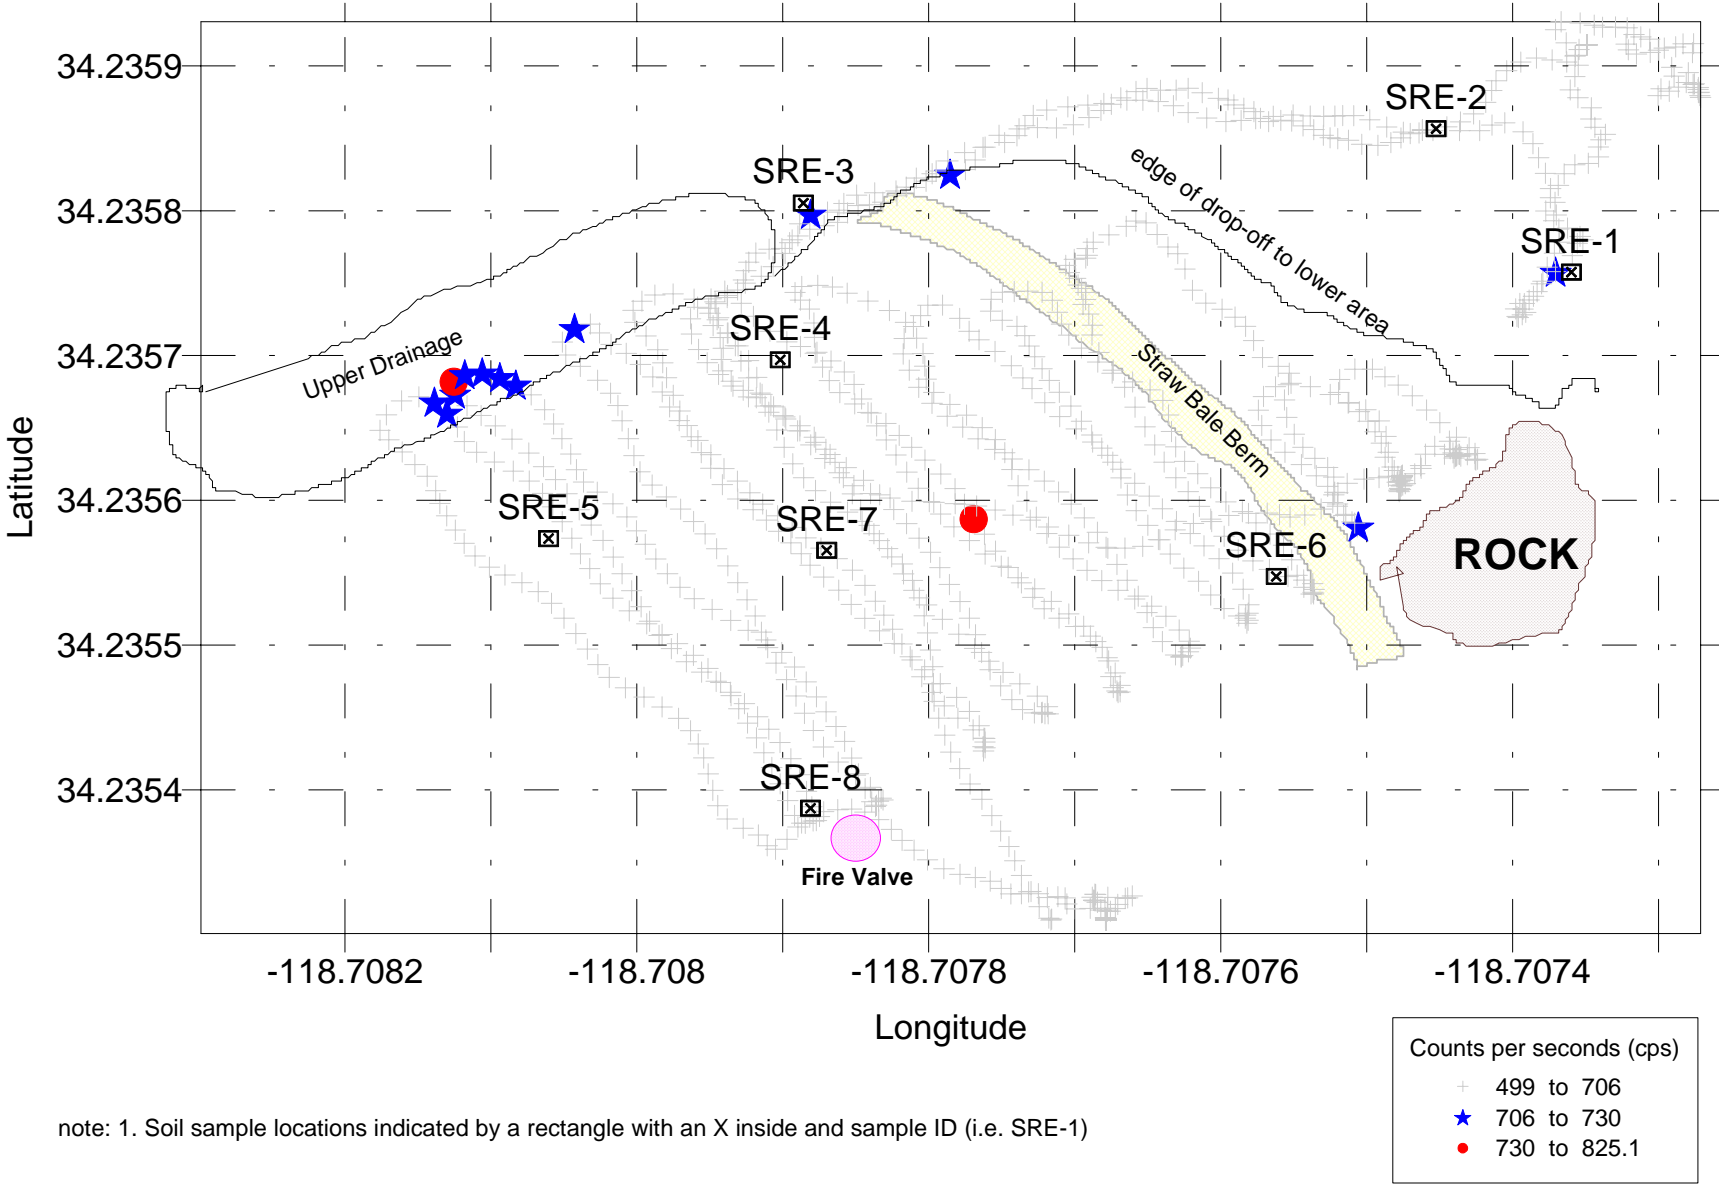 34.2359
SRE-2
edge of drop-off to lower area
SRE-3
34.2358
SRE-1
SRE-4
Upper Drainage
34.2357
Straw Bale Berm
Latitude
34.2356
SRE-5
SRE-7
SRE-6
ROCK
34.2355
SRE-8
34.2354
Fire Valve
-118.7082
-118.708
-118.7078
-118.7076
-118.7074
Longitude
Counts per seconds (cps)
499 to 706
706 to 730
730 to 825.1
note: 1. Soil sample locations indicated by a rectangle with an X inside and sample ID (i.e. SRE-1)